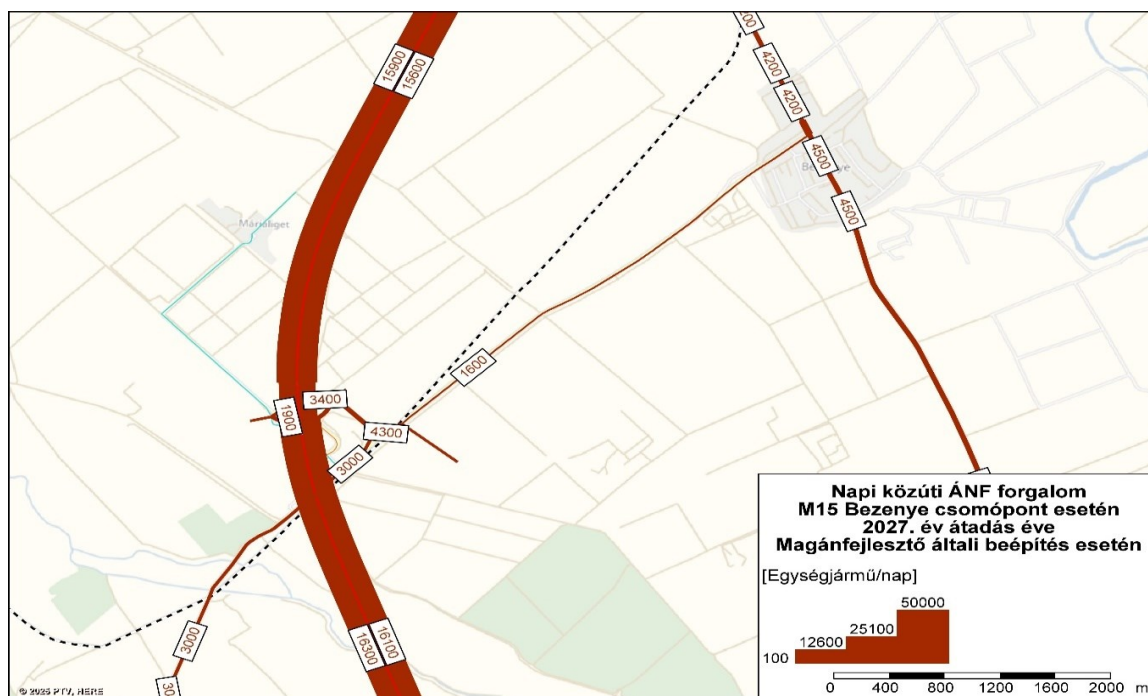 4200
4200
4200
15900
15600
4500
4500
Máriáliget
1600
3400
1900
4300
3000
3000
16300
16100
Napi közúti ÁNF forgalom
M15 Bezenye csomópont esetén
2027. év átadás éve
Magánfejlesztő általi beépítés esetén
[Egységjármű/nap]
50000
25100
12600
100
0 400 800 1200 1600 2000 m
© 2025 PTV, HERE